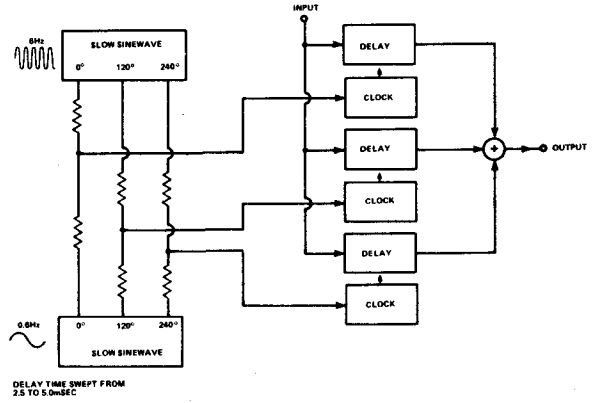 INPUT
6Hz
SLOW SINEWAVE
0° 120° 240°
DELAY
CLOCK
DELAY
+
OUTPUT
CLOCK
DELAY
CLOCK
0.6Hz
0° 120° 240°
SLOW SINEWAVE
DELAY TIME SWEPT FROM
2.5 TO 5.0mSEC